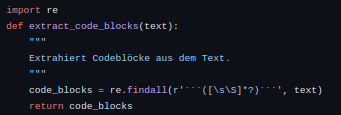 import re
def extract_code_blocks(text):
    """
    Extrahiert Codeblöcke aus dem Text.
    """
    code_blocks = re.findall(r'```([\s\S]*?)```', text)
    return code_blocks